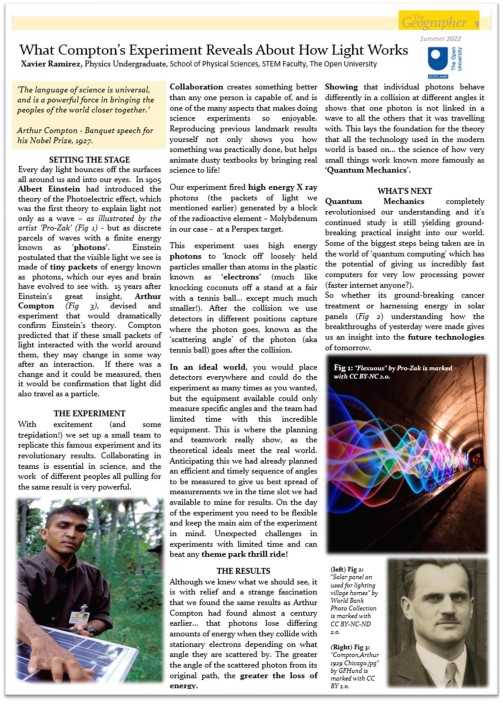 The
Geographer 9
Summer 2022
What Compton's Experiment Reveals About How Light Works
Xavier Ramirez, Physics Undergraduate, School of Physical Sciences, STEM Faculty, The Open University
The Open
University
SCOTLAND
'The language of science is universal,
and is a powerful force in bringing the
peoples of the world closer together.'
Arthur Compton - Banquet speech for
his Nobel Prize, 1927.
SETTING THE STAGE
Every day light bounces off the surfaces
all around us and into our eyes. In 1905
Albert Einstein had introduced the
theory of the Photoelectric effect, which
was the first theory to explain light not
only as a wave – as illustrated by the
artist 'Pro-Zak' (Fig 1) - but as discrete
parcels of waves with a finite energy
known as 'photons'. Einstein
postulated that the visible light we see is
made of tiny packets of energy known
as photons, which our eyes and brain
have evolved to see with. 15 years after
Einstein's great insight, Arthur
Compton (Fig 3), devised and
experiment that would dramatically
confirm Einstein's theory. Compton
predicted that if these small packets of
light interacted with the world around
them, they may change in some way
after an interaction. If there was a
change and it could be measured, then
it would be confirmation that light did
also travel as a particle.
THE EXPERIMENT
With excitement (and some
trepidation!) we set up a small team to
replicate this famous experiment and its
revolutionary results. Collaborating in
teams is essential in science, and the
work of different people all pulling for
the same result is very powerful.
Collaboration creates something better
than any one person is capable of, and is
one of the many aspects that makes doing
science experiments so enjoyable.
Reproducing previous landmark results
yourself not only shows you how
something was practically done, but helps
animate dusty textbooks by bringing real
science to life!
Our experiment fired high energy X ray
photons (the packets of light we
mentioned earlier) generated by a block
of the radioactive element – Molybdenum
in our case - at a Perspex target.
This experiment uses high energy
photons to 'knock off' loosely held
particles smaller than atoms in the plastic
known as 'electrons' (much like
knocking coconuts off a stand at a fair
with a tennis ball... except much much
smaller!). After the collision we use
detectors in different positions capture
where the photon goes, known as the
'scattering angle' of the photon (aka
tennis ball) goes after the collision.
In an ideal world, you would place
detectors everywhere and could do the
experiment as many times as you wanted,
but the equipment available could only
measure specific angles and the team had
limited time with this incredible
equipment. This is where the planning
and teamwork really show, as the
theoretical ideals meet the real world.
Anticipating this we had already planned
an efficient and timely sequence of angles
to be measured to give us best spread of
measurements we in the time slot we had
available to mine for results. On the day
of the experiment you need to be flexible
and keep the main aim of the experiment
in mind. Unexpected challenges in
experiments with limited time and can
beat any theme park thrill ride!
THE RESULTS
Although we knew what we should see, it
is with relief and a strange fascination
that we found the same results as Arthur
Compton had found almost a century
earlier... that photons lose differing
amounts of energy when they collide with
stationary electrons depending on what
angle they are scattered by. The greater
the angle of the scattered photon from its
original path, the greater the loss of
energy.
Showing that individual photons behave
differently in a collision at different angles it
shows that one photon is not linked in a
wave to all the others that it was travelling
with. This lays the foundation for the theory
that all the technology used in the modern
world is based on... the science of how very
small things work known more famously as
'Quantum Mechanics'.
WHAT'S NEXT
Quantum Mechanics completely
revolutionised our understanding and it's
continued study is still yielding ground-
breaking practical insight into our world.
Some of the biggest steps being taken are in
the world of 'quantum computing' which has
the potential of giving us incredibly fast
computers for very low processing power
(faster internet anyone?).
So whether its ground-breaking cancer
treatment or harnessing energy in solar
panels (Fig 2) understanding how the
breakthroughs of yesterday were made gives
us an insight into the future technologies
of tomorrow.
Fig 1: "Flexuous" by Pro-Zak is marked
with CC BY-NC 2.0.
(left) Fig 2:
"Solar panel on
used for lighting
village homes" by
World Bank
Photo Collection
is marked with
CC BY-NC-ND
2.0.
(Right) Fig 3:
"Compton,Arthur
1929 Chicago.jpg"
by GFHund is
marked with CC
BY 2.0.